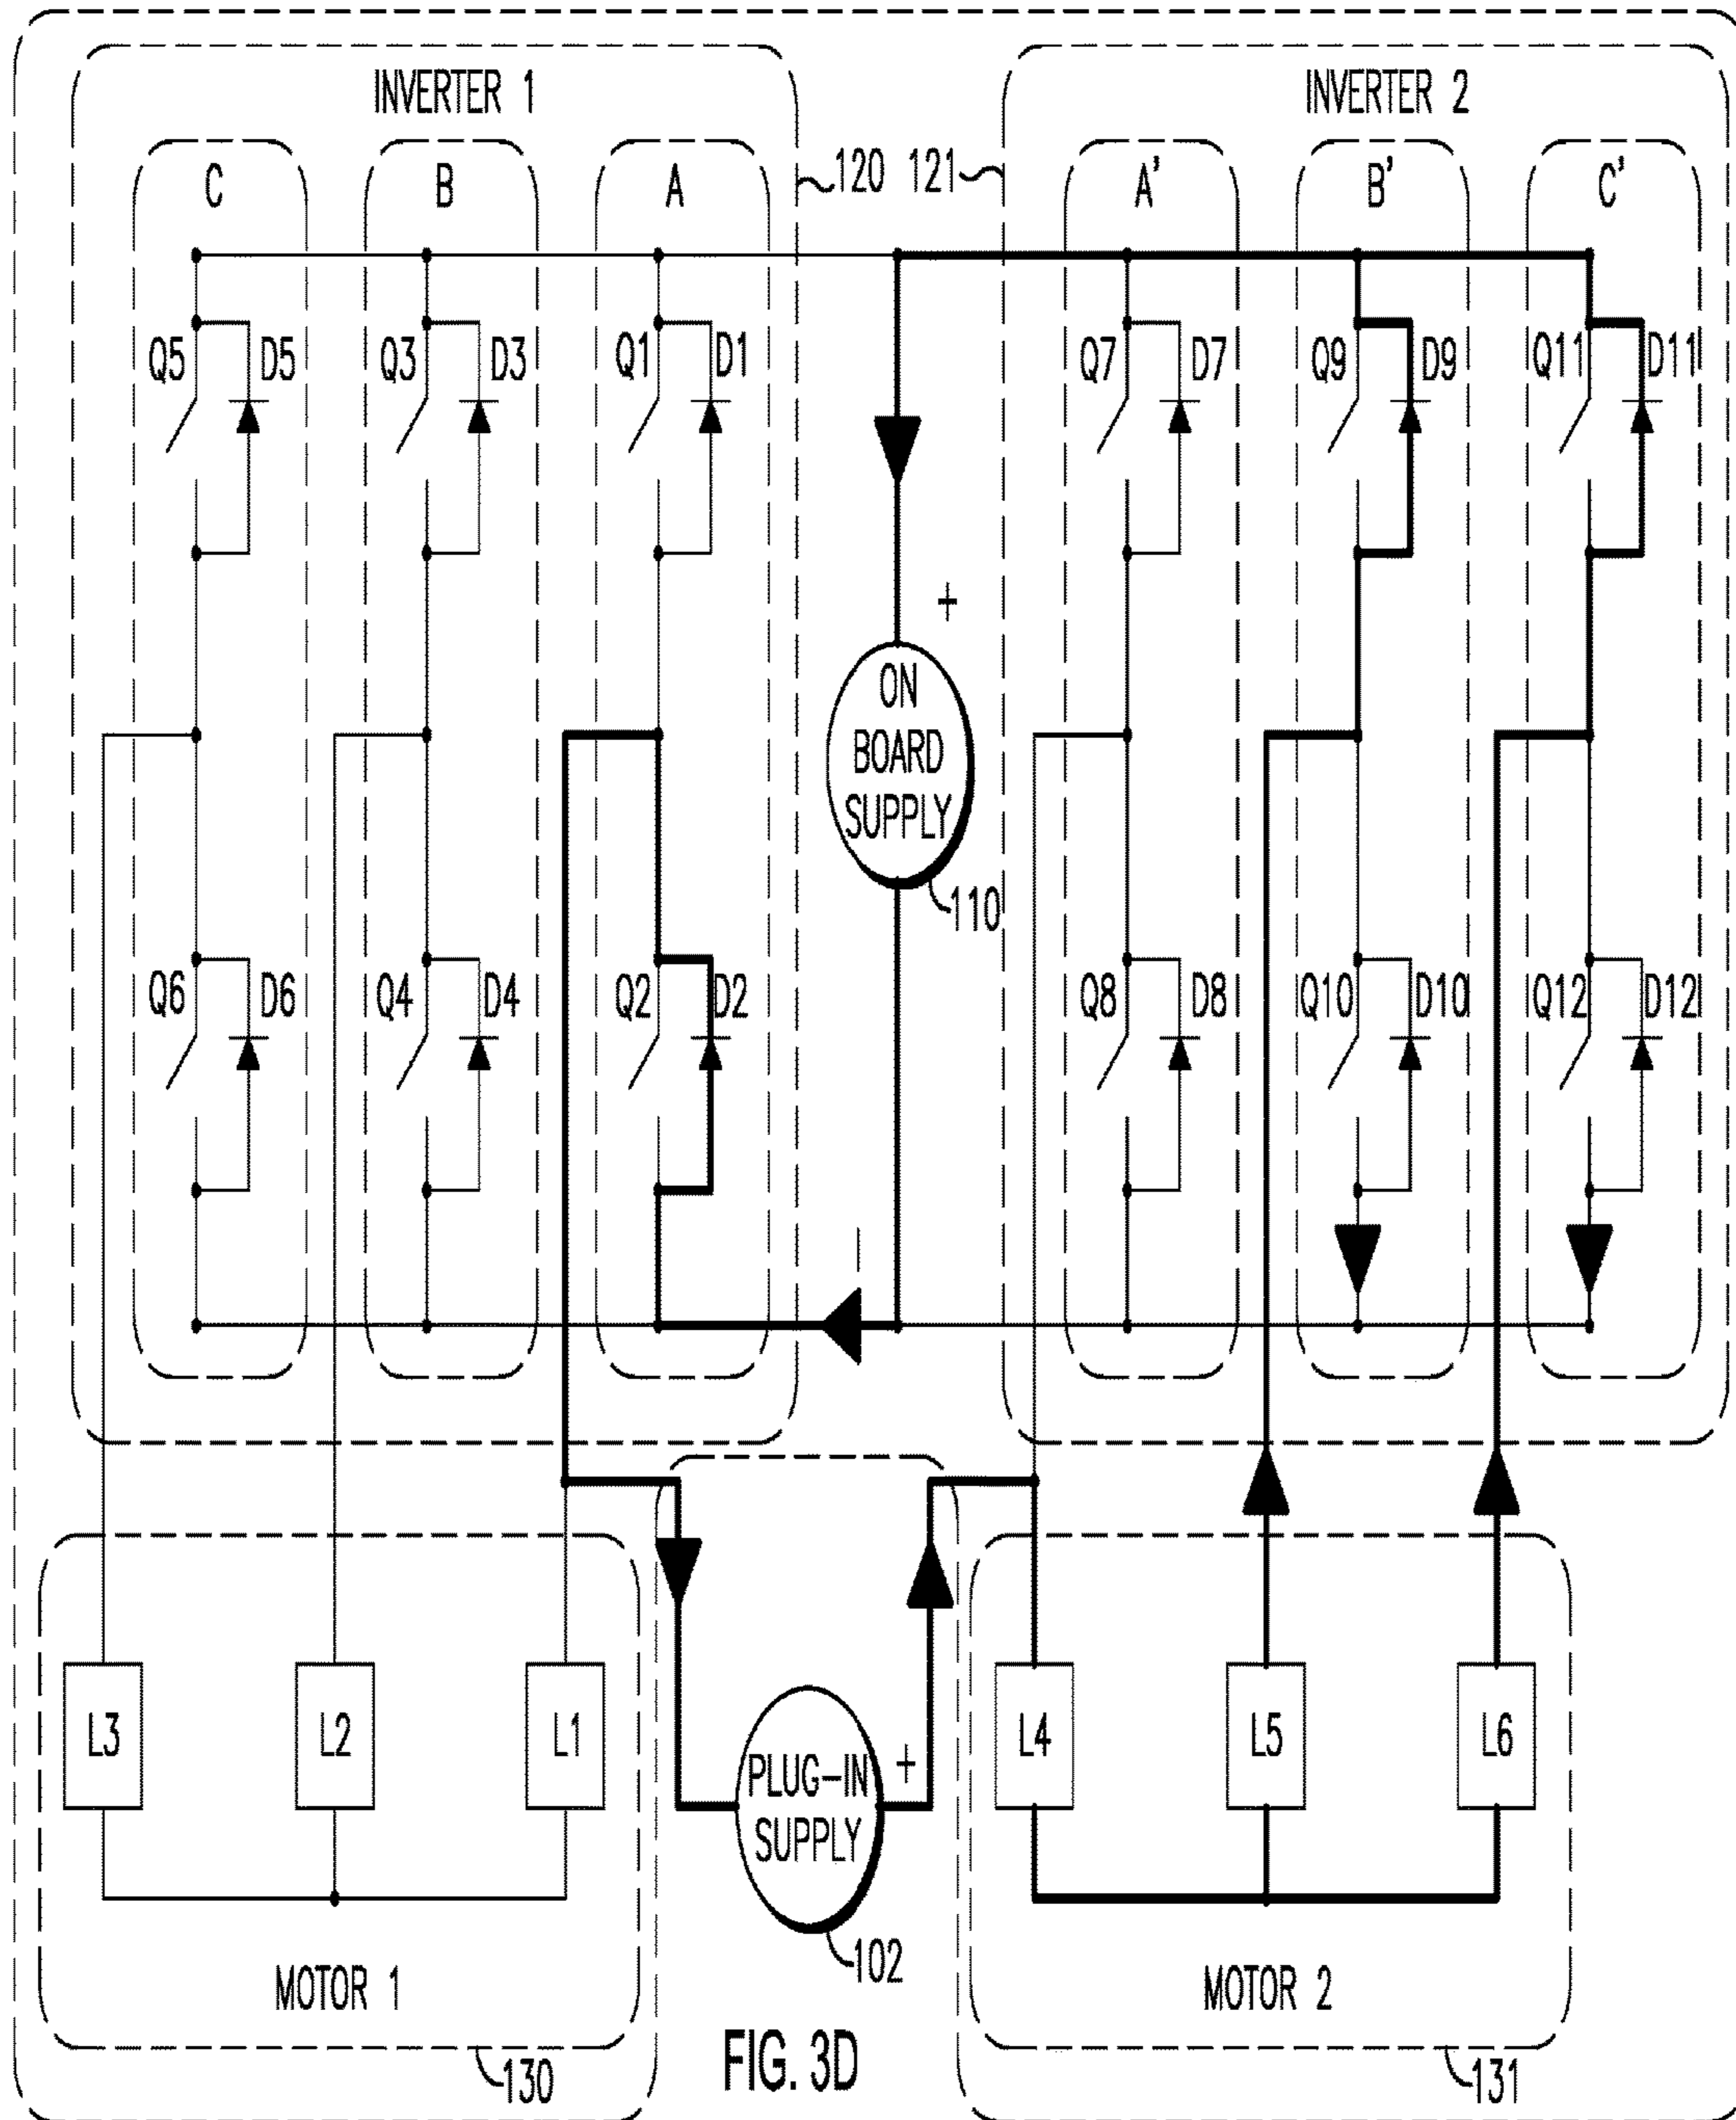 INVERTER 1
INVERTER 2
C
B
A
120
121
A'
B'
C'
Q5
D5
Q3
D3
Q1
D1
Q7
D7
Q9
D9
Q11
D11
+
ON
BOARD
SUPPLY
110
Q6
D6
Q4
D4
Q2
D2
Q8
D8
Q10
D10
Q12
D12
L3
L2
L1
PLUG-IN
SUPPLY
+
L4
L5
L6
102
MOTOR 1
MOTOR 2
FIG. 3D
130
131